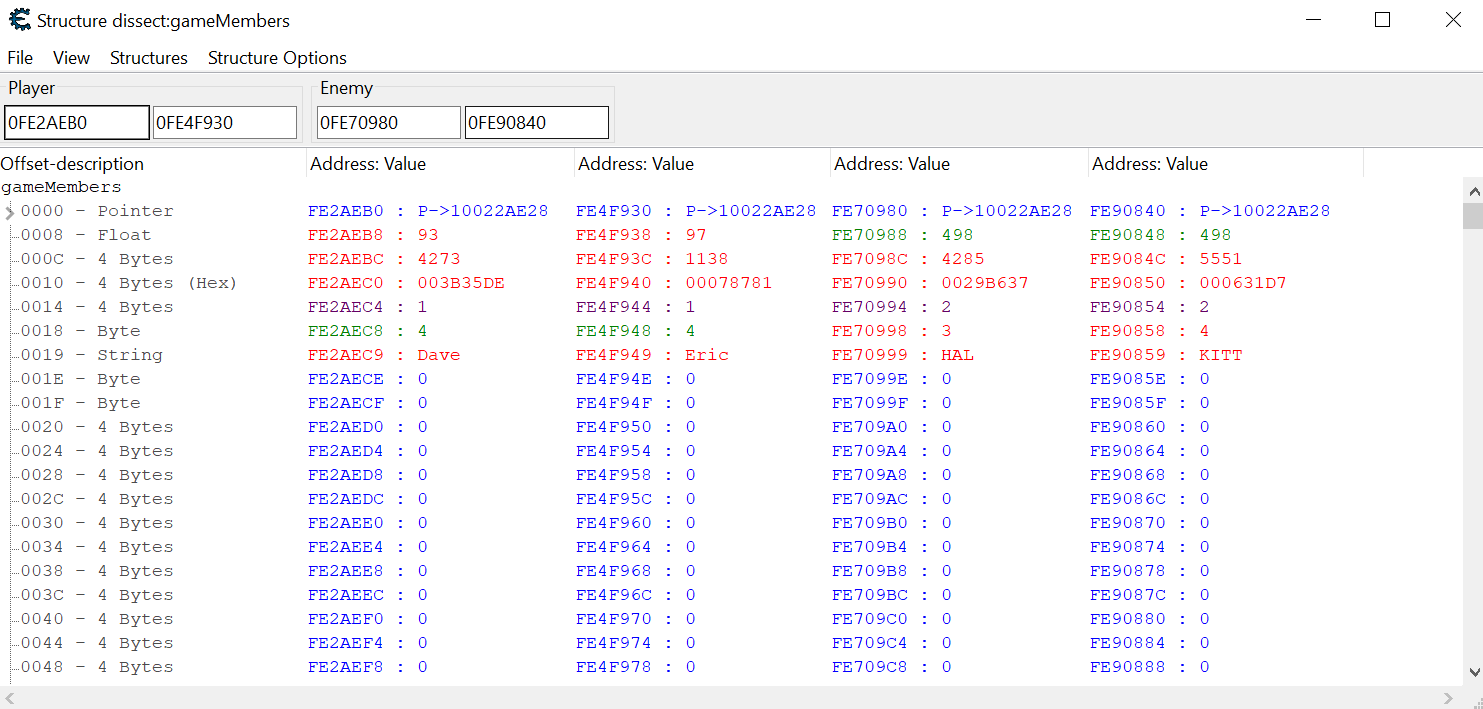 Structure dissect:gameMembers
File View Structures Structure Options
Player Enemy
0FE2AEB0 0FE4F930 0FE70980 0FE90840
Offset-description Address: Value Address: Value Address: Value Address: Value
gameMembers
0000 - Pointer FE2AEB0 : P->10022AE28 FE4F930 : P->10022AE28 FE70980 : P->10022AE28 FE90840 : P->10022AE28
0008 - Float FE2AEB8 : 93 FE4F938 : 97 FE70988 : 498 FE90848 : 498
000C - 4 Bytes FE2AEBC : 4273 FE4F93C : 1138 FE7098C : 4285 FE9084C : 5551
0010 - 4 Bytes (Hex) FE2AEC0 : 003B35DE FE4F940 : 00078781 FE70990 : 0029B637 FE90850 : 000631D7
0014 - 4 Bytes FE2AEC4 : 1 FE4F944 : 1 FE70994 : 2 FE90854 : 2
0018 - Byte FE2AEC8 : 4 FE4F948 : 4 FE70998 : 3 FE90858 : 4
0019 - String FE2AEC9 : Dave FE4F949 : Eric FE70999 : HAL FE90859 : KITT
001E - Byte FE2AECE : 0 FE4F94E : 0 FE7099E : 0 FE9085E : 0
001F - Byte FE2AECF : 0 FE4F94F : 0 FE7099F : 0 FE9085F : 0
0020 - 4 Bytes FE2AED0 : 0 FE4F950 : 0 FE709A0 : 0 FE90860 : 0
0024 - 4 Bytes FE2AED4 : 0 FE4F954 : 0 FE709A4 : 0 FE90864 : 0
0028 - 4 Bytes FE2AED8 : 0 FE4F958 : 0 FE709A8 : 0 FE90868 : 0
002C - 4 Bytes FE2AEDC : 0 FE4F95C : 0 FE709AC : 0 FE9086C : 0
0030 - 4 Bytes FE2AEE0 : 0 FE4F960 : 0 FE709B0 : 0 FE90870 : 0
0034 - 4 Bytes FE2AEE4 : 0 FE4F964 : 0 FE709B4 : 0 FE90874 : 0
0038 - 4 Bytes FE2AEE8 : 0 FE4F968 : 0 FE709B8 : 0 FE90878 : 0
003C - 4 Bytes FE2AEEC : 0 FE4F96C : 0 FE709BC : 0 FE9087C : 0
0040 - 4 Bytes FE2AEF0 : 0 FE4F970 : 0 FE709C0 : 0 FE90880 : 0
0044 - 4 Bytes FE2AEF4 : 0 FE4F974 : 0 FE709C4 : 0 FE90884 : 0
0048 - 4 Bytes FE2AEF8 : 0 FE4F978 : 0 FE709C8 : 0 FE90888 : 0